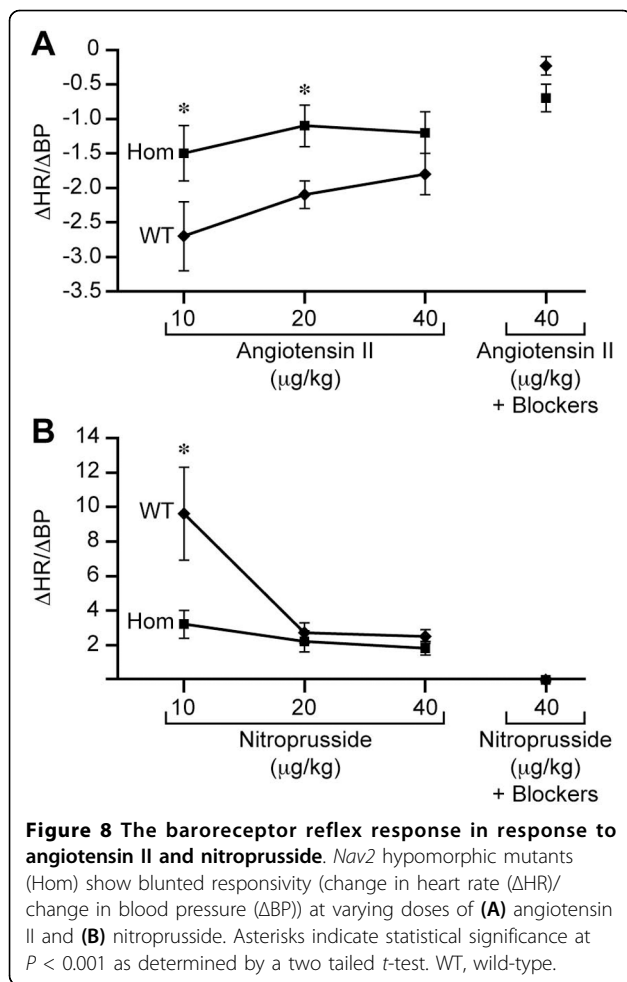 A
0
-0.5
-1.0
-1.5
-2.0
-2.5
-3.0
-3.5
ΔHR/ΔBP
* *
Hom
WT
10 20 40 40
Angiotensin II Angiotensin II
(μg/kg) (μg/kg)
+ Blockers
B
14
12
10
8
6
4
2
ΔHR/ΔBP
*
WT
Hom
10 20 40 40
Nitroprusside Nitroprusside
(μg/kg) (μg/kg)
+ Blockers
Figure 8 The baroreceptor reflex response in response to
angiotensin II and nitroprusside. Nav2 hypomorphic mutants
(Hom) show blunted responsivity (change in heart rate (ΔHR)/
change in blood pressure (ΔBP)) at varying doses of (A) angiotensin
II and (B) nitroprusside. Asterisks indicate statistical significance at
P < 0.001 as determined by a two tailed t-test. WT, wild-type.